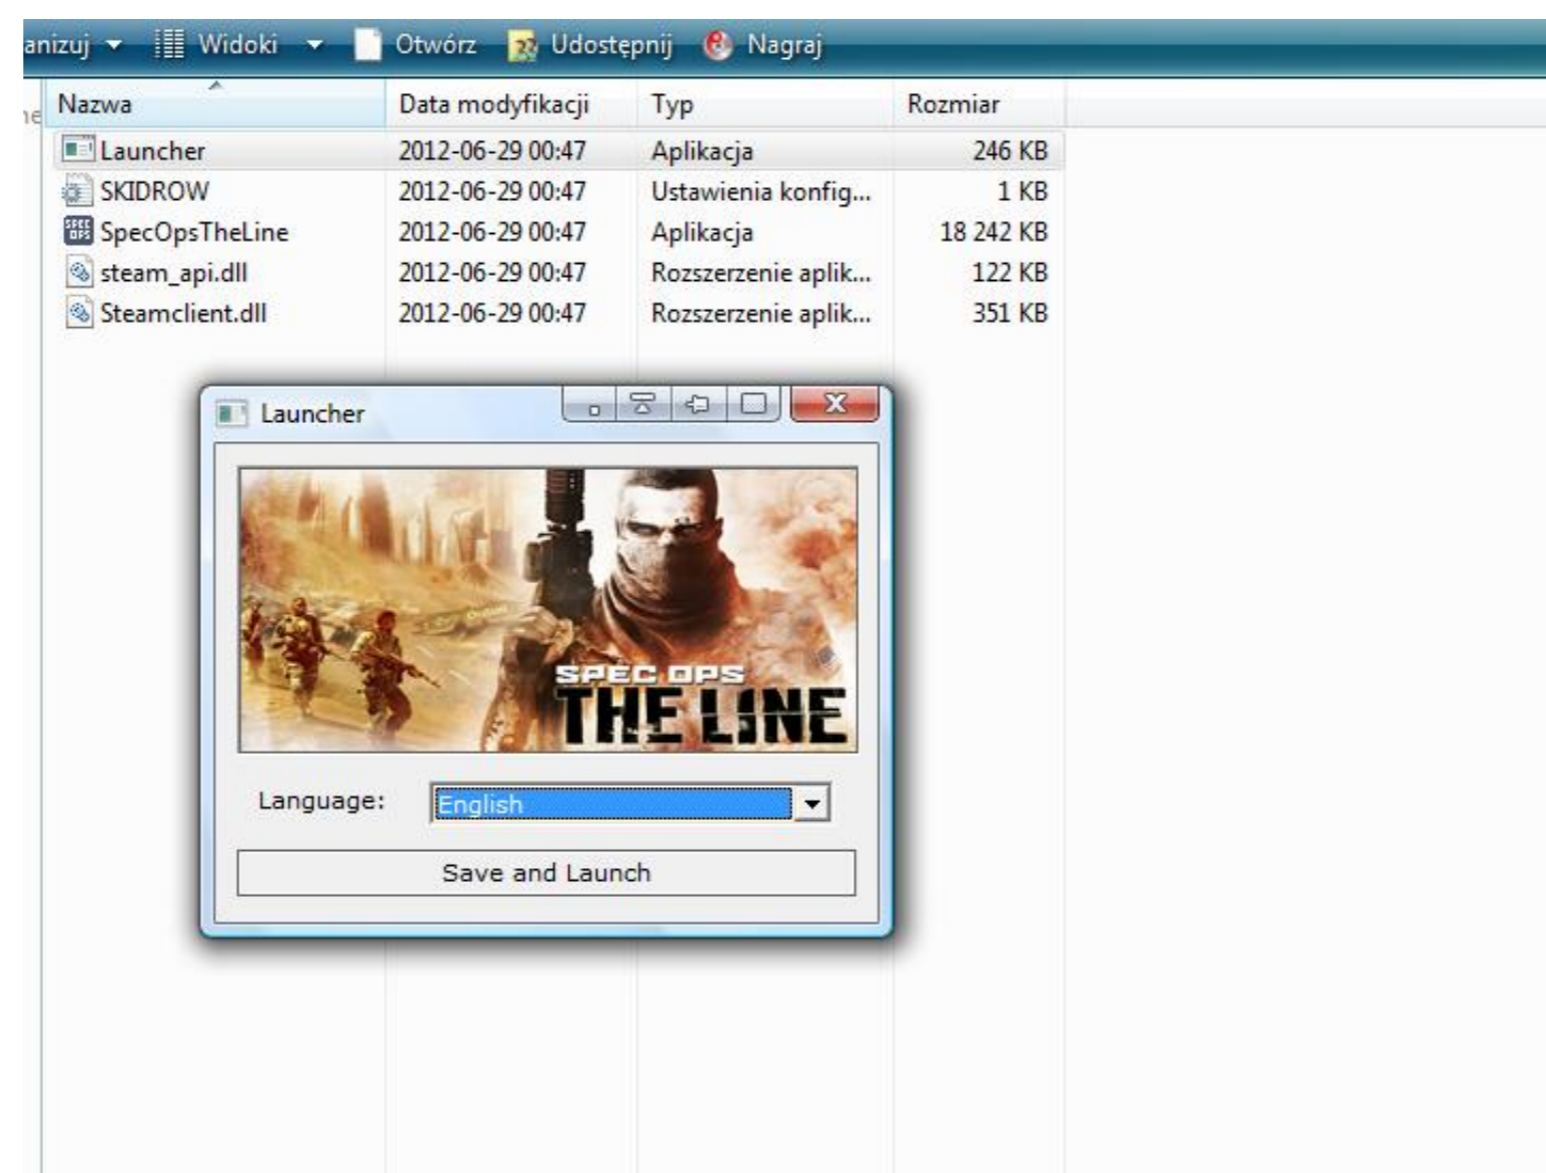 anizuj Widoki Otwórz Udostępnij Nagraj
Nazwa Data modyfikacji Typ Rozmiar
Launcher 2012-06-29 00:47 Aplikacja 246 KB
SKIDROW 2012-06-29 00:47 Ustawienia konfig... 1 KB
SpecOpsTheLine 2012-06-29 00:47 Aplikacja 18 242 KB
steam_api.dll 2012-06-29 00:47 Rozszerzenie aplik... 122 KB
Steamclient.dll 2012-06-29 00:47 Rozszerzenie aplik... 351 KB
Launcher
SPEC OPS
THE LINE
Language: English
Save and Launch